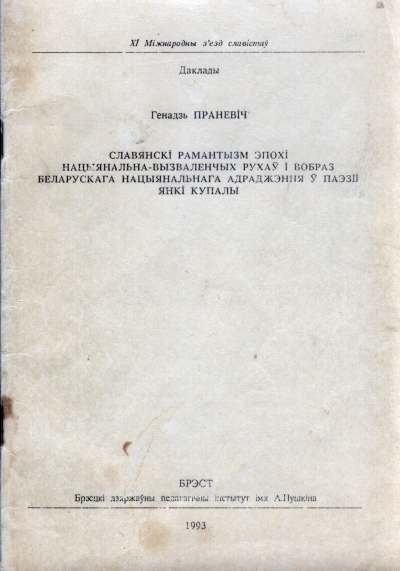 XI Міжнародны з'езд славістаў
Даклады
Генадзь ПРАНЕВІЧ
СЛАВЯНСКІ РАМАНТЫЗМ ЭПОХІ
НАЦЫЯНАЛЬНА-ВЫЗВАЛЕНЧЫХ РУХАЎ І ВОБРАЗ
БЕЛАРУСКАГА НАЦЫЯНАЛЬНАГА АДРАДЖЭННЯ Ў ПАЭЗІІ
ЯНКІ КУПАЛЫ
БРЭСТ
Брэсцкі дзяржаўны педагагічны інстытут імя А.Пушкіна
1993